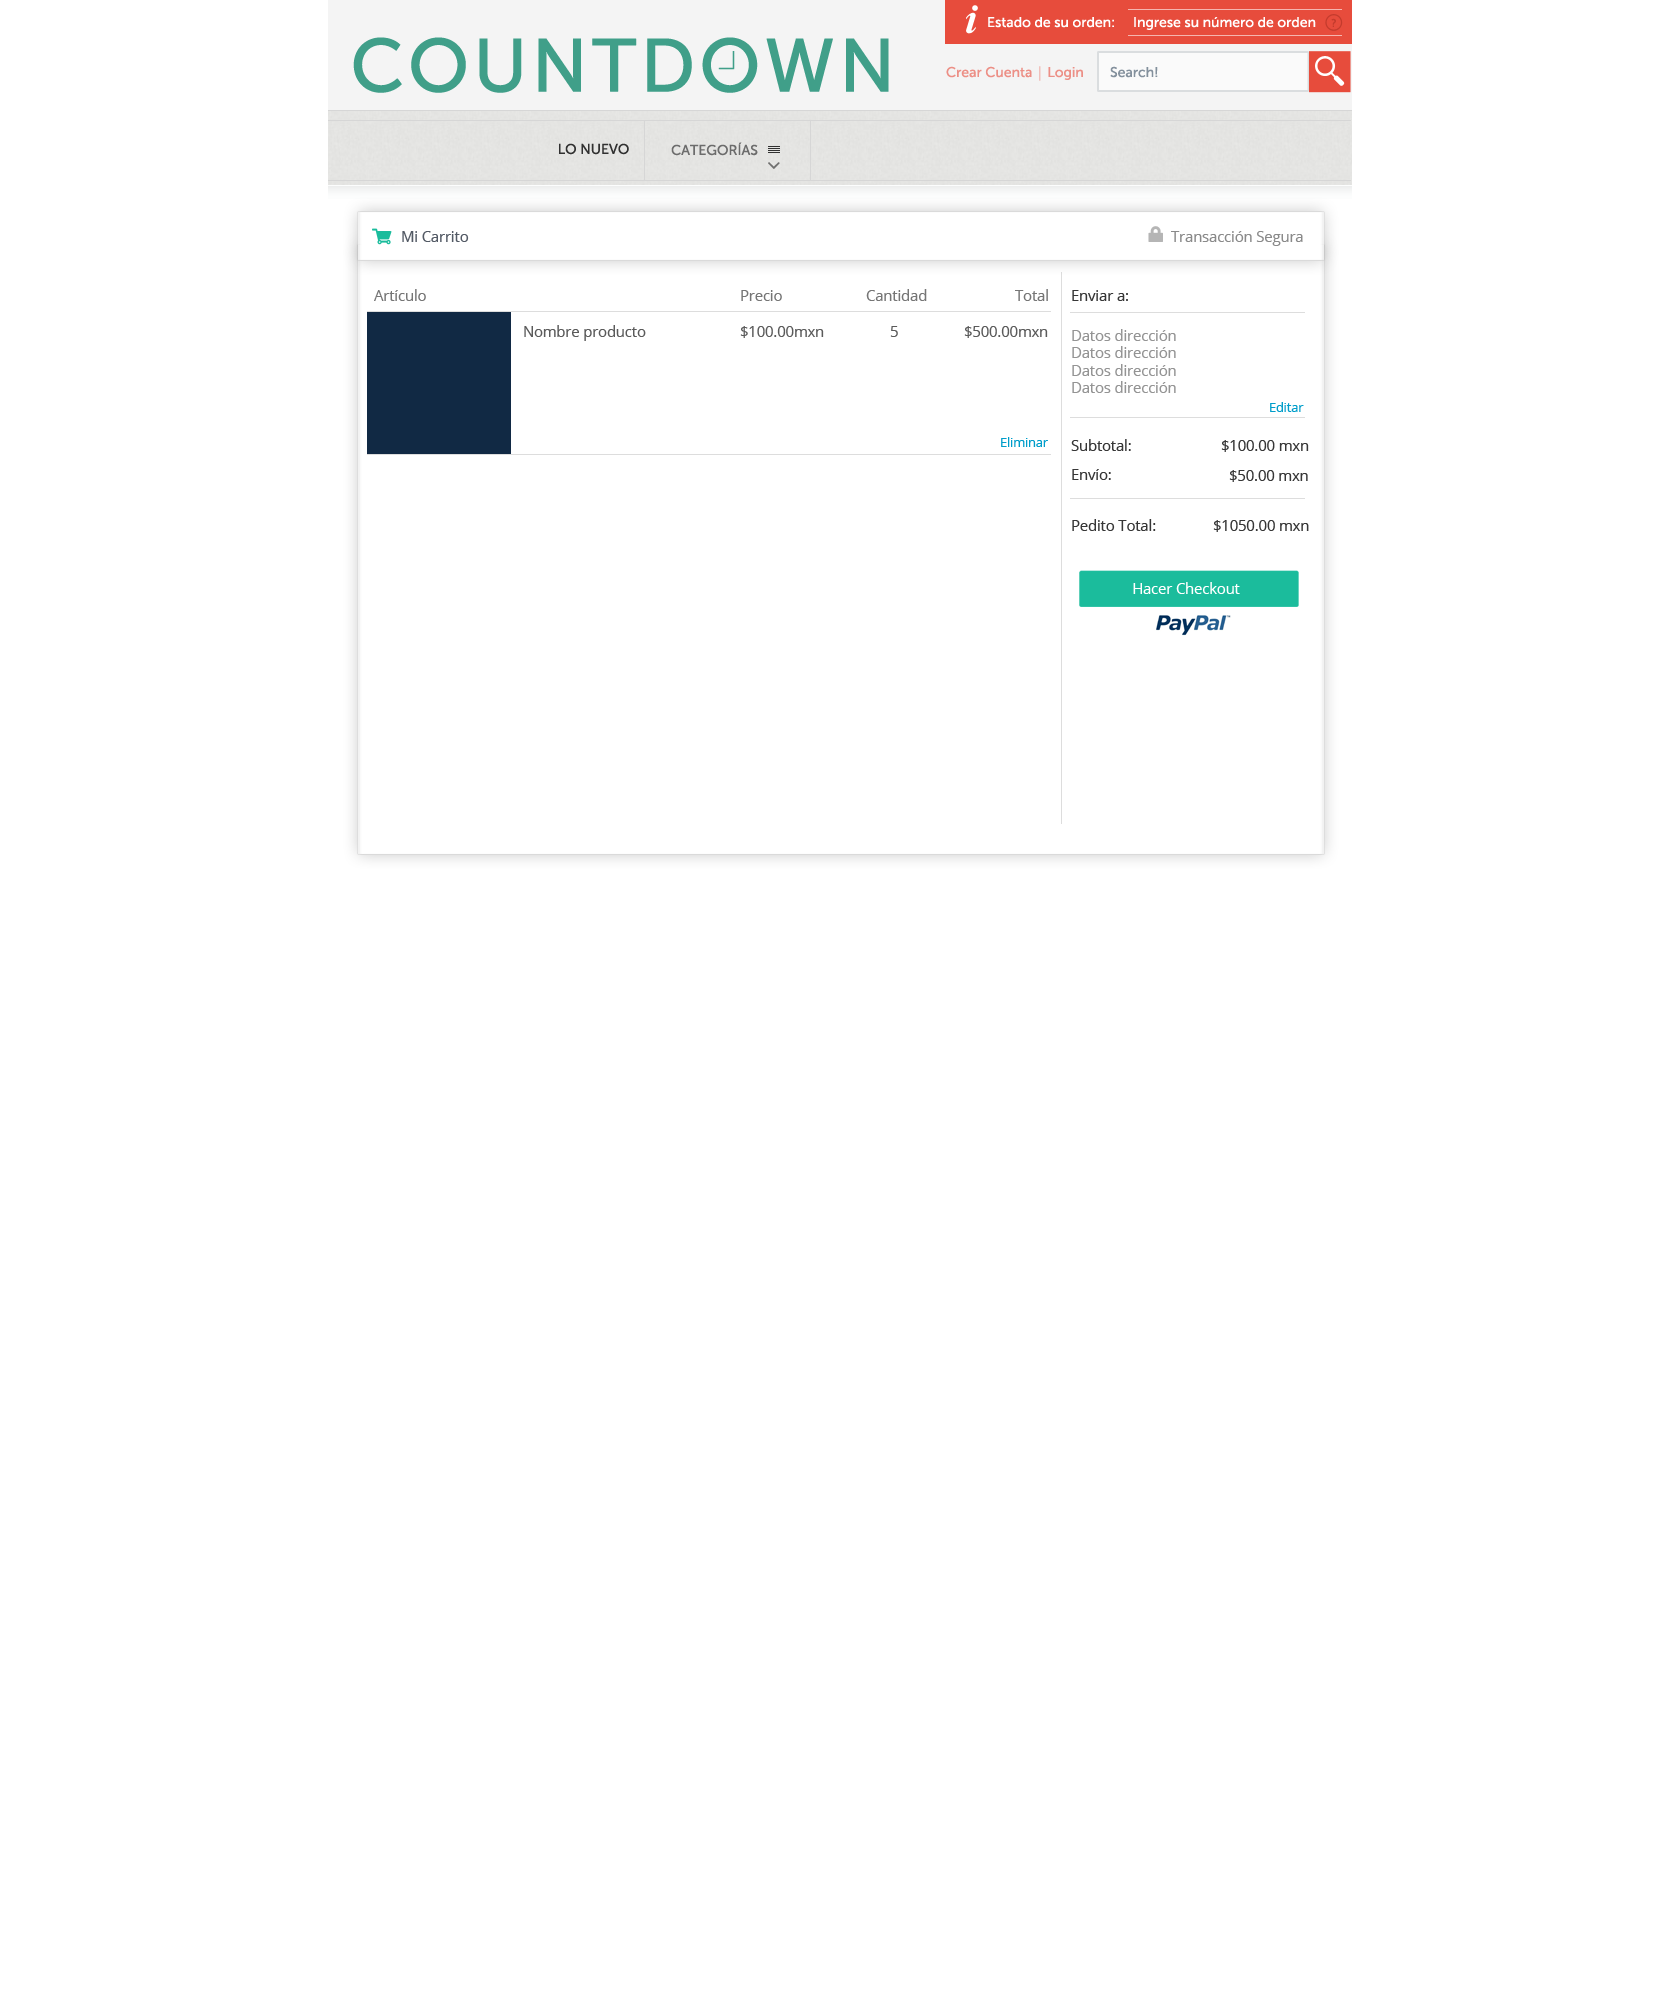 COUNTDOWN
Estado de su orden: Ingrese su número de orden ?
Crear Cuenta | Login Search!
LO NUEVO CATEGORÍAS
Mi Carrito Transacción Segura
Artículo Precio Cantidad Total
Nombre producto $100.00mxn 5 $500.00mxn
Eliminar
Enviar a:
Datos dirección
Datos dirección
Datos dirección
Datos dirección
Editar
Subtotal: $100.00 mxn
Envío: $50.00 mxn
Pedito Total: $1050.00 mxn
Hacer Checkout
PayPal™